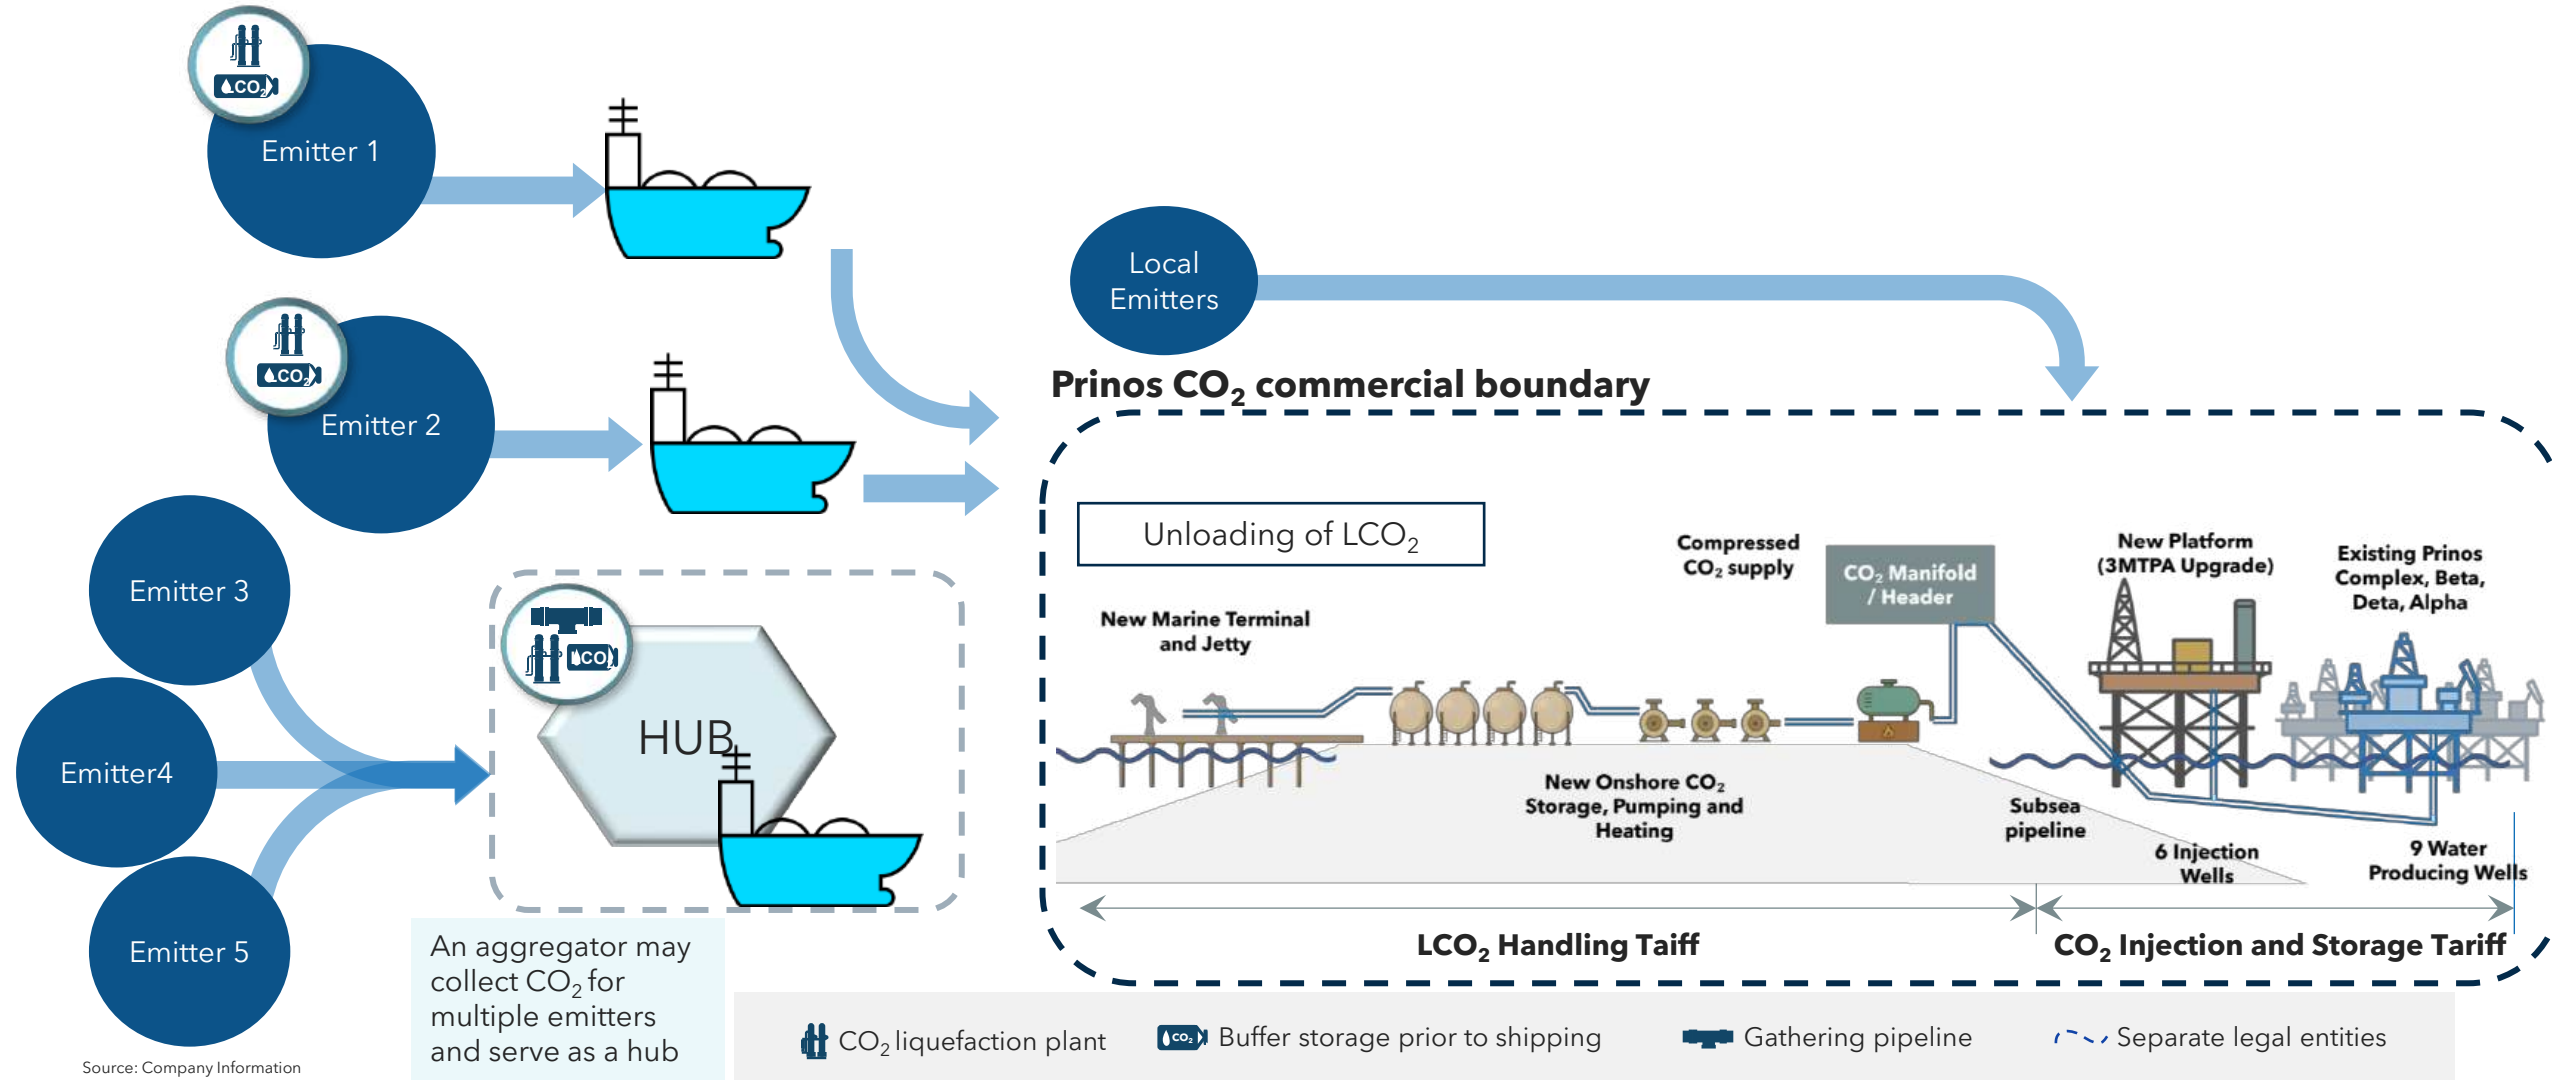 CO₂
Emitter 1
CO₂
Emitter 2
Emitter 3
Emitter4
Emitter 5
CO₂
HUB
An aggregator may
collect CO₂ for
multiple emitters
and serve as a hub
Source: Company Information
Local
Emitters
Prinos CO₂ commercial boundary
Unloading of LCO₂
New Marine Terminal
and Jetty
Compressed
CO₂ supply
CO₂ Manifold
/ Header
New Platform
(3MTPA Upgrade)
Existing Prinos
Complex, Beta,
Deta, Alpha
New Onshore CO₂
Storage, Pumping and
Heating
Subsea
pipeline
6 Injection
Wells
9 Water
Producing Wells
LCO₂ Handling Taiff
CO₂ Injection and Storage Tariff
CO₂ liquefaction plant
CO₂
Buffer storage prior to shipping
Gathering pipeline
Separate legal entities